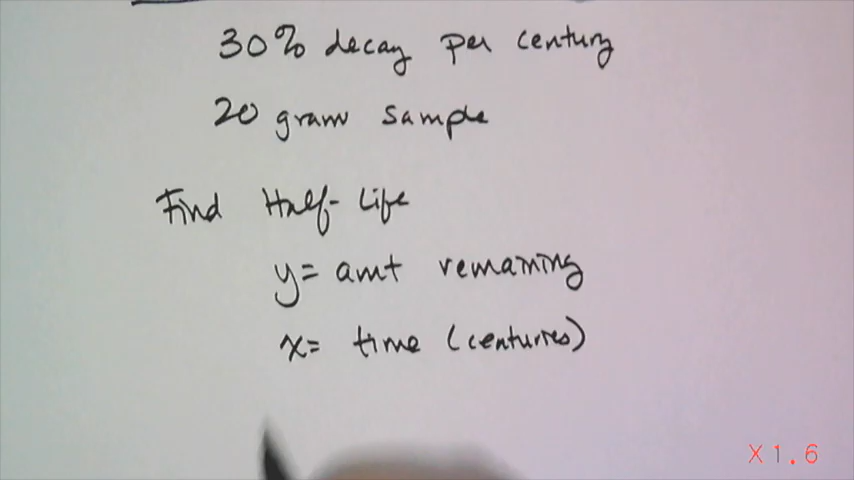 30% decay per century
20 gram sample
Find Half-Life
y= amt remaining
x= time (centuries)
X1.6